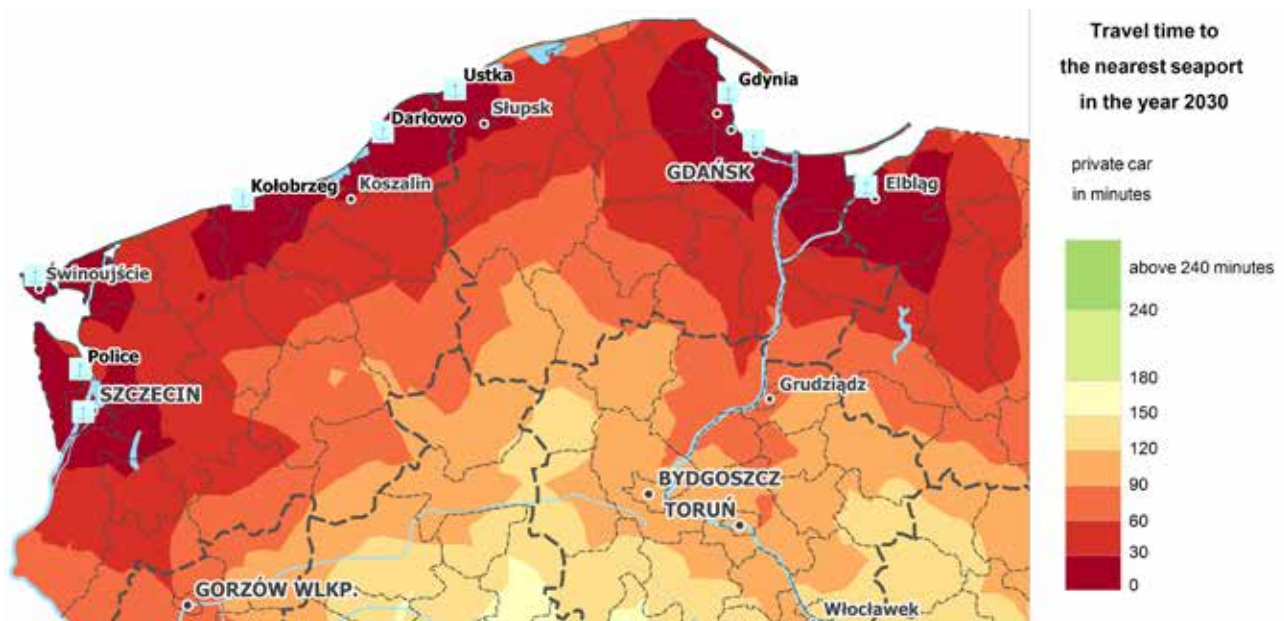 Ustka
Słupsk
Darłowo
Kołobrzeg
Koszalin
Świnoujście
Police
SZCZECIN
Gdynia
GDAŃSK
Elbląg
Grudziądz
BYDGOSZCZ
TORUŃ
GORZÓW WLKP.
Włocławek
Travel time to
the nearest seaport
in the year 2030
private car
in minutes
above 240 minutes
240
180
150
120
90
60
30
0